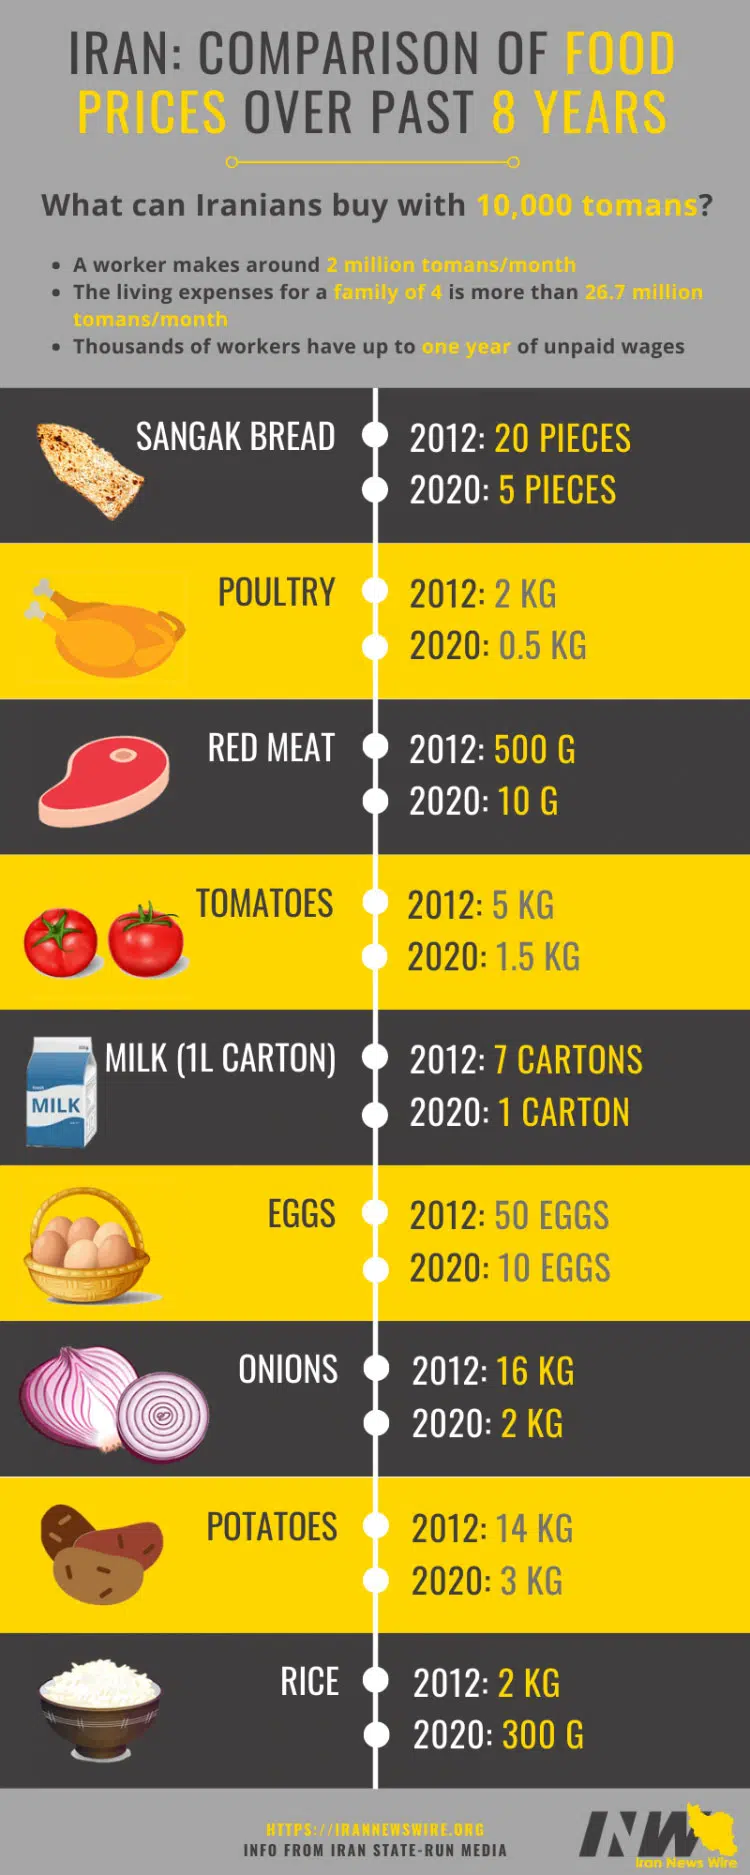 IRAN: COMPARISON OF FOOD
PRICES OVER PAST 8 YEARS
What can Iranians buy with 10,000 tomans?
• A worker makes around 2 million tomans/month
• The living expenses for a family of 4 is more than 26.7 million
tomans/month
• Thousands of workers have up to one year of unpaid wages
SANGAK BREAD
2012: 20 PIECES
2020: 5 PIECES
POULTRY
2012: 2 KG
2020: 0.5 KG
RED MEAT
2012: 500 G
2020: 10 G
TOMATOES
2012: 5 KG
2020: 1.5 KG
MILK
MILK (1L CARTON)
2012: 7 CARTONS
2020: 1 CARTON
EGGS
2012: 50 EGGS
2020: 10 EGGS
ONIONS
2012: 16 KG
2020: 2 KG
POTATOES
2012: 14 KG
2020: 3 KG
RICE
2012: 2 KG
2020: 300 G
HTTPS://IRANNEWSWIRE.ORG
INFO FROM IRAN STATE-RUN MEDIA
INW
Iran News Wire